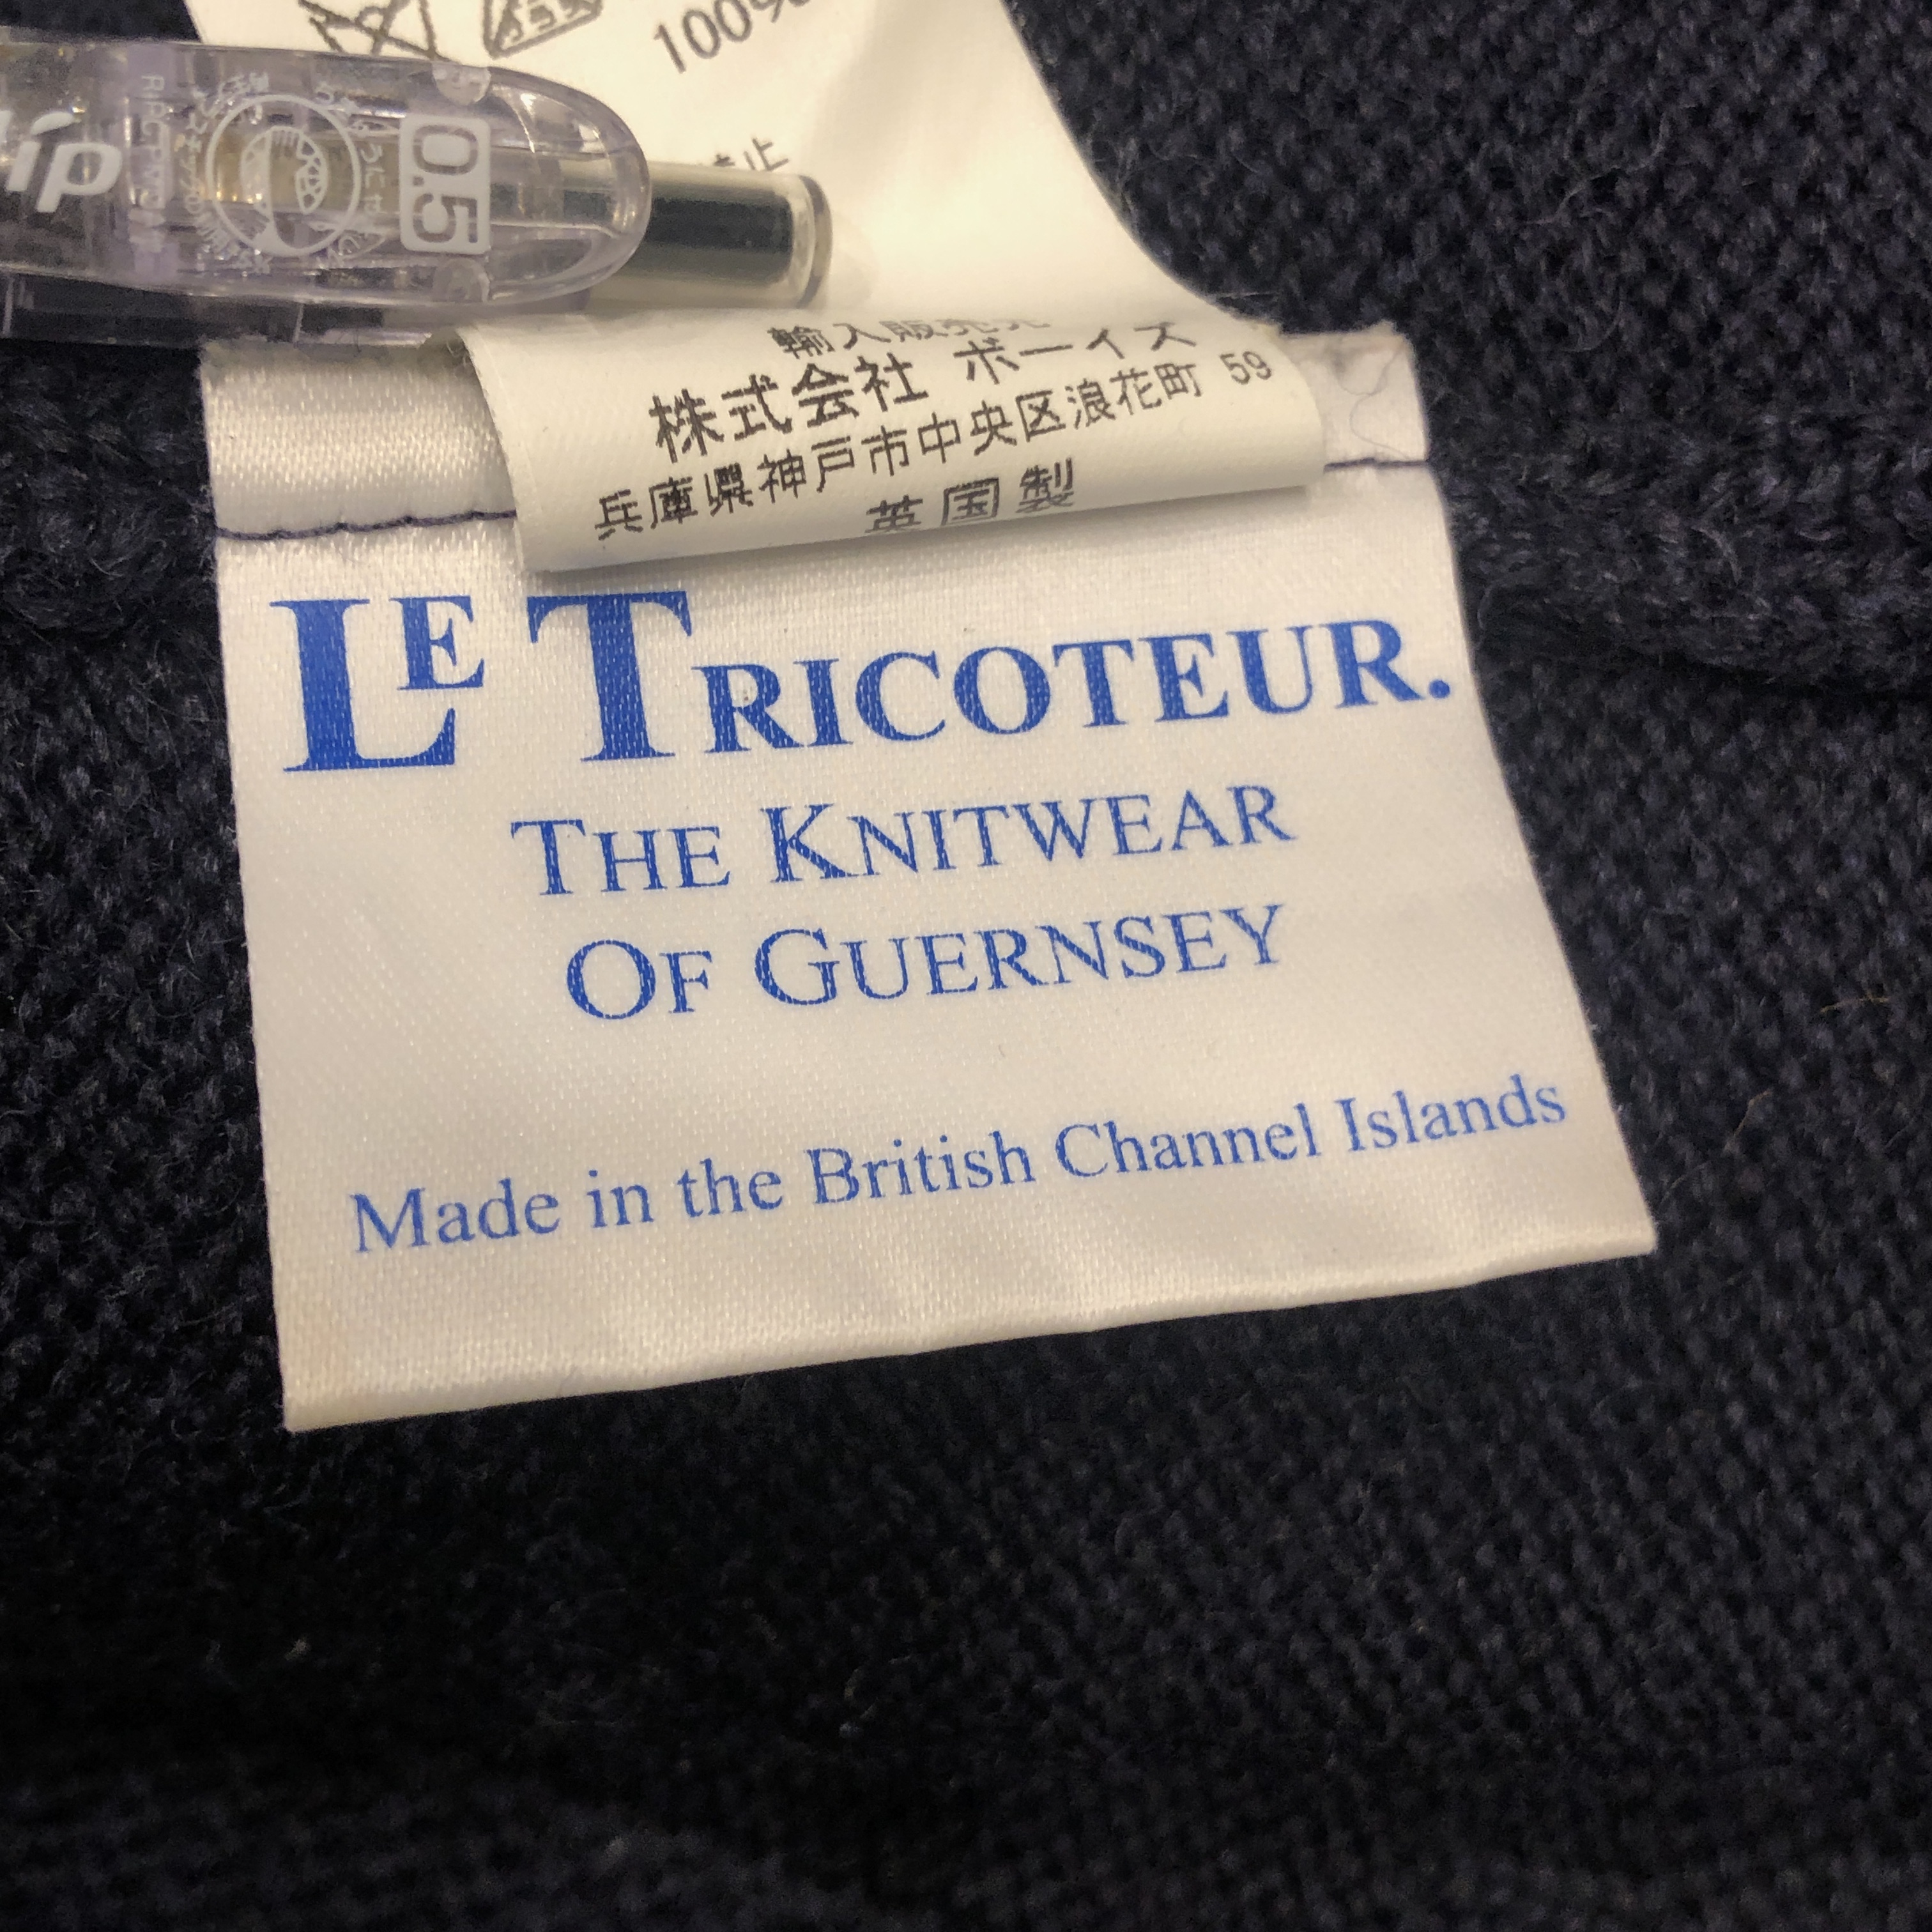 100%
0.5
輸入販売元
株式会社 ボーイズ
兵庫県神戸市中央区浪花町 59
英国製
LE TRICOTEUR.
THE KNITWEAR
OF GUERNSEY
Made in the British Channel Islands